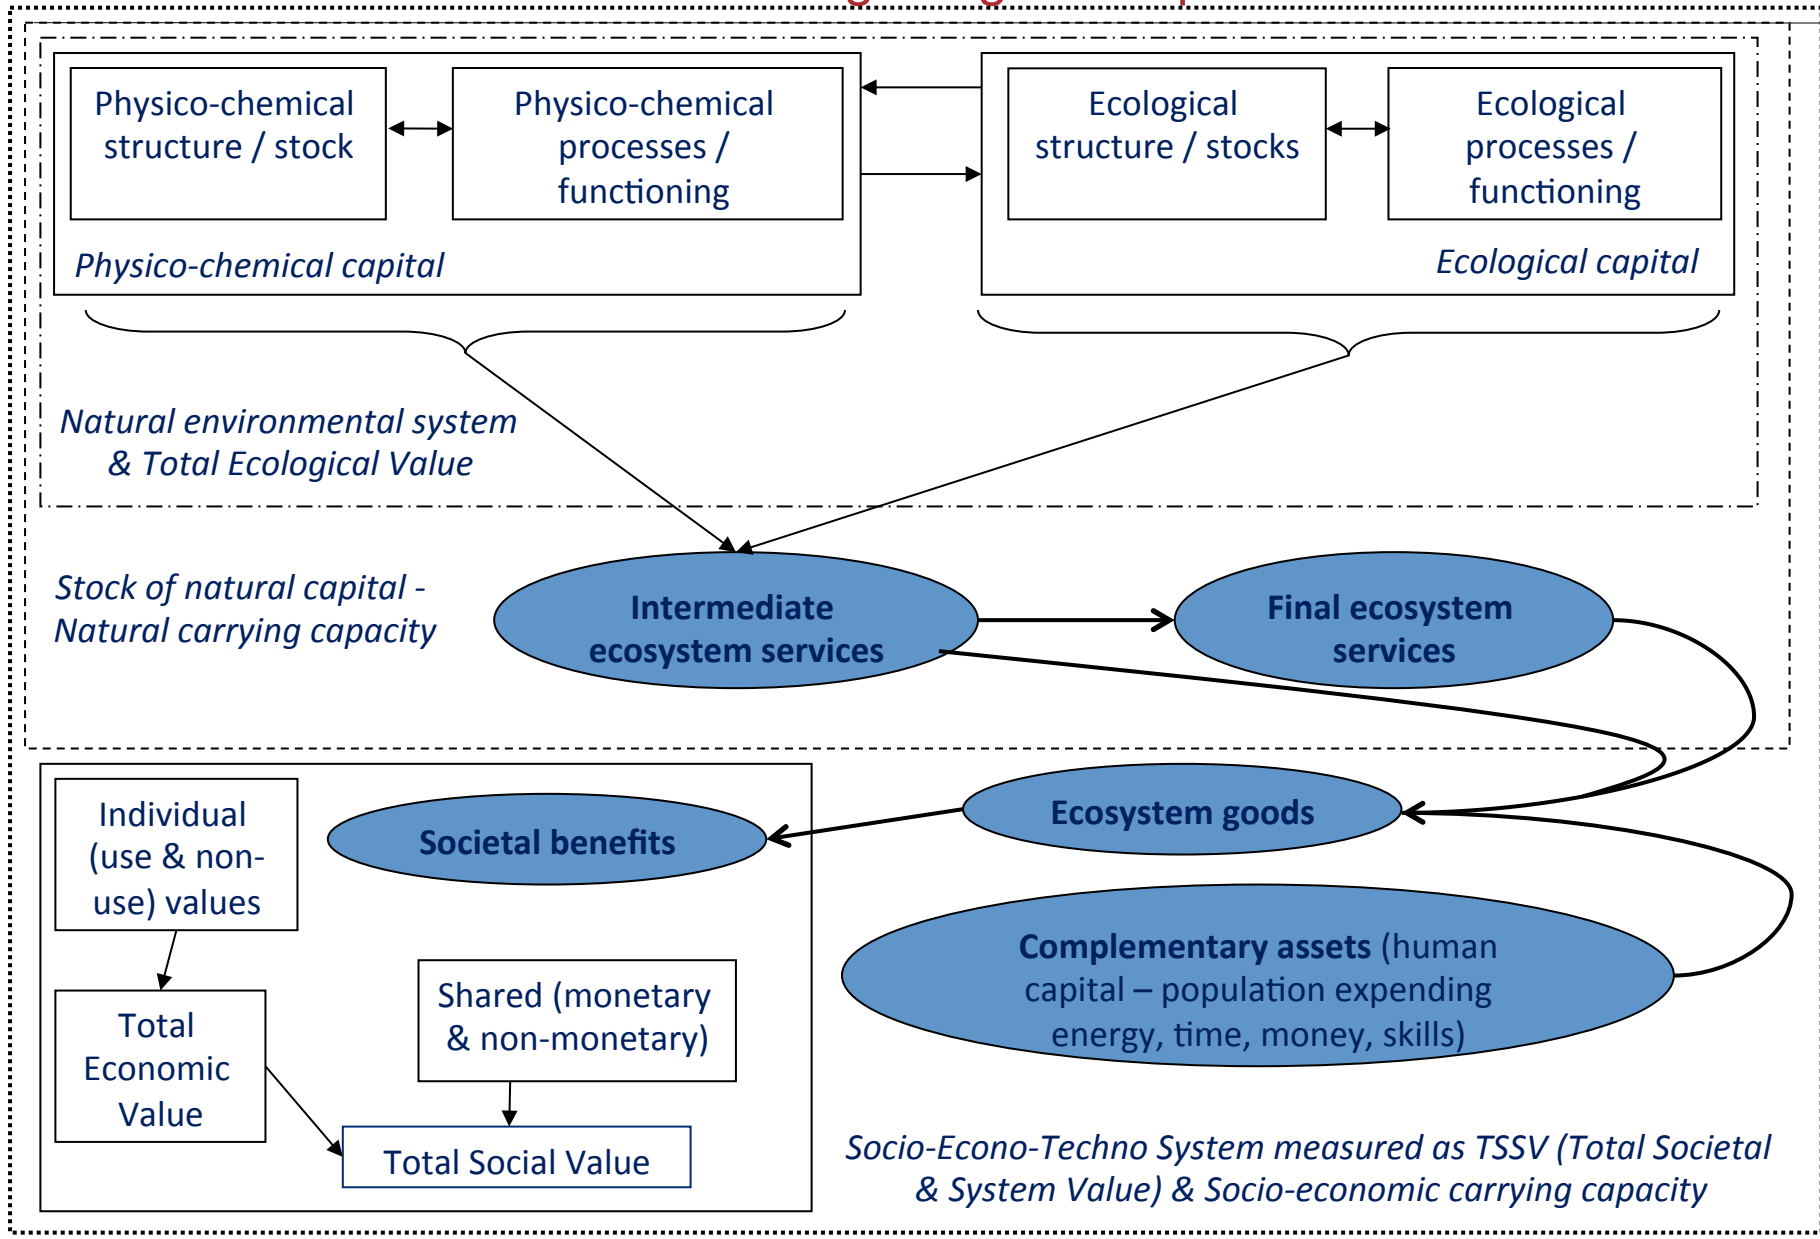 Physico-chemical
structure / stock
Physico-chemical
processes /
functioning
Ecological
structure / stocks
Ecological
processes /
functioning
Physico-chemical capital
Ecological capital
Natural environmental system
& Total Ecological Value
Stock of natural capital -
Natural carrying capacity
Intermediate
ecosystem services
Final ecosystem
services
Individual
(use & non-
use) values
Societal benefits
Ecosystem goods
Complementary assets (human
capital – population expending
energy, time, money, skills)
Shared (monetary
& non-monetary)
Total
Economic
Value
Total Social Value
Socio-Econo-Techno System measured as TSSV (Total Societal
& System Value) & Socio-economic carrying capacity